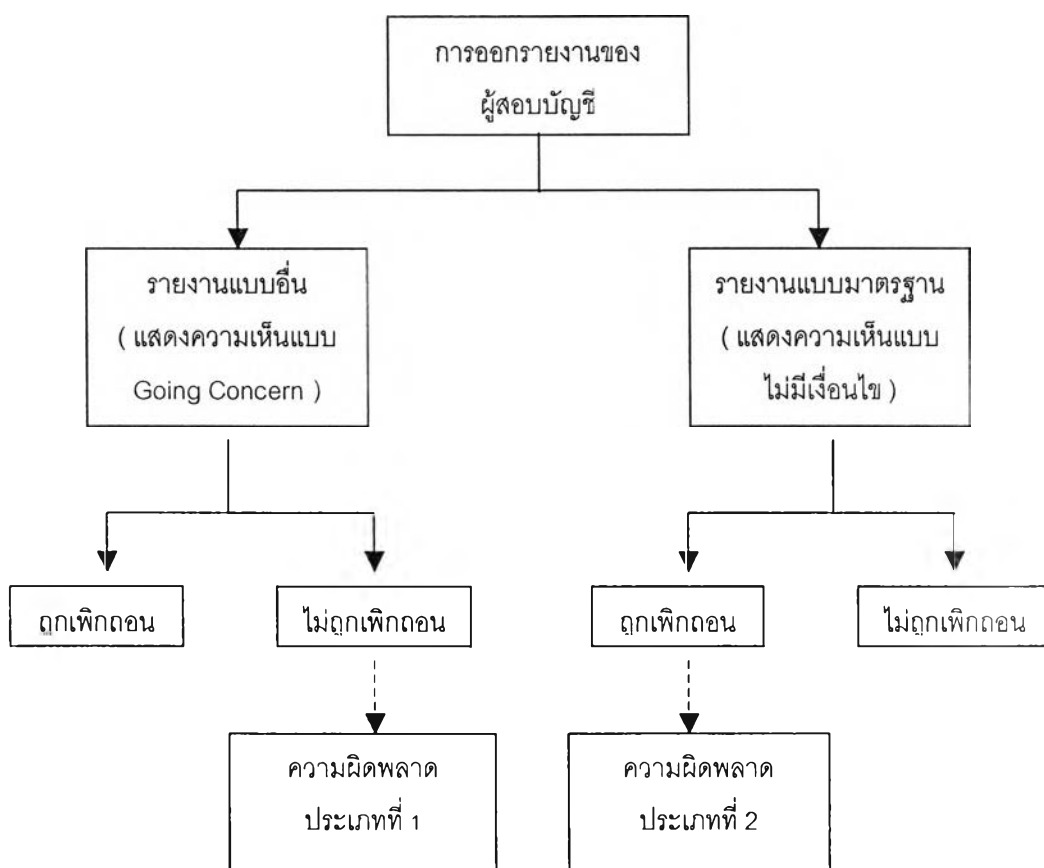 การออกรายงานของ
ผู้สอบบัญชี
รายงานแบบอื่น
( แสดงความเห็นแบบ
Going Concern )
รายงานแบบมาตรฐาน
( แสดงความเห็นแบบ
ไม่มีเงื่อนไข )
ถูกเพิกถอน
ไม่ถูกเพิกถอน
ถูกเพิกถอน
ไม่ถูกเพิกถอน
ความผิดพลาด
ประเภทที่ 1
ความผิดพลาด
ประเภทที่ 2